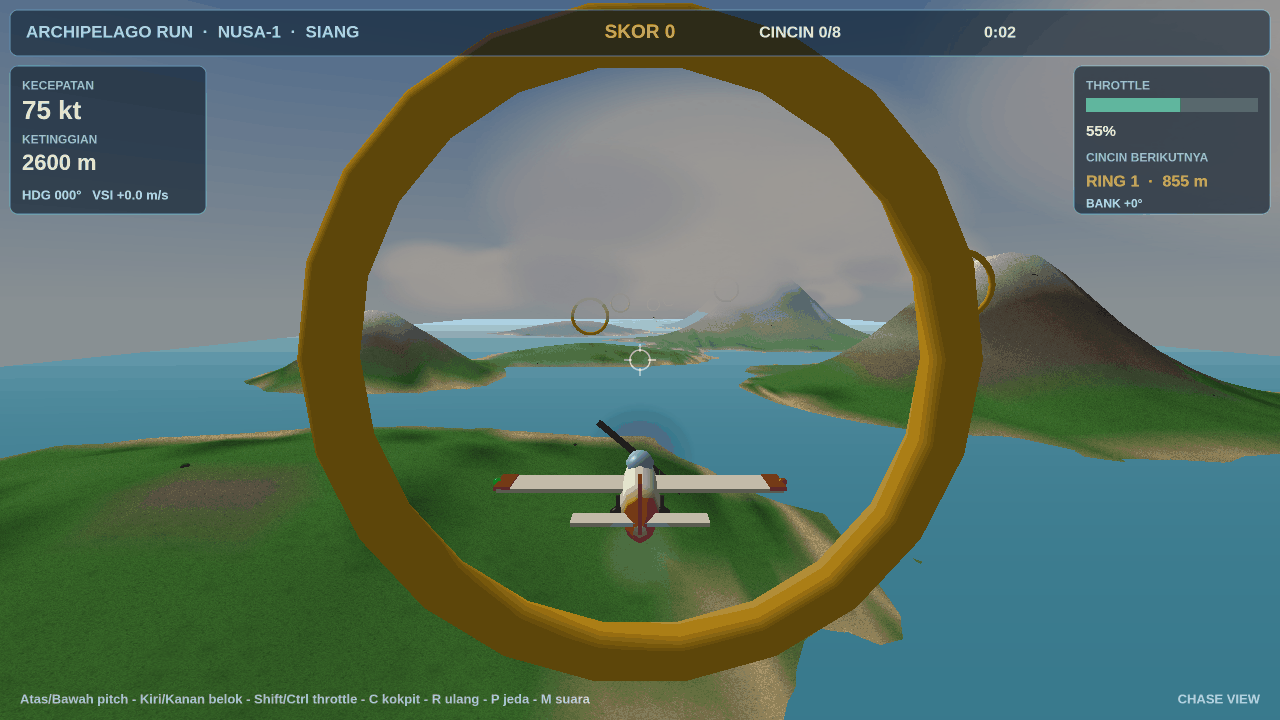 ARCHIPELAGO RUN · NUSA-1 · SIANG
SKOR 0
CINCIN 0/8
0:02
KECEPATAN
75 kt
KETINGGIAN
2600 m
HDG 000° VSI +0.0 m/s
THROTTLE
55%
CINCIN BERIKUTNYA
RING 1 · 855 m
BANK +0°
Atas/Bawah pitch - Kiri/Kanan belok - Shift/Ctrl throttle - C kokpit - R ulang - P jeda - M suara
CHASE VIEW